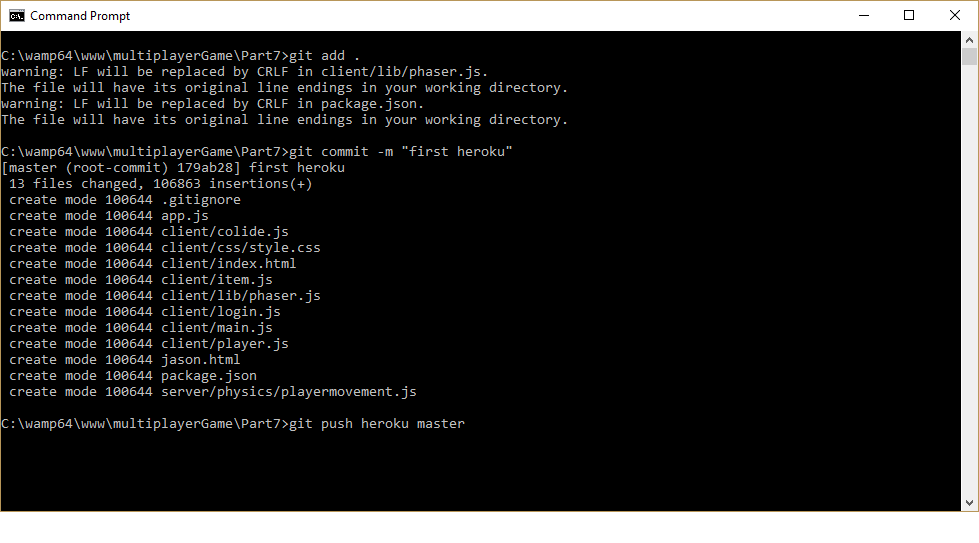 Command Prompt
C:\wamp64\www\multiplayerGame\Part7>git add .
warning: LF will be replaced by CRLF in client/lib/phaser.js.
The file will have its original line endings in your working directory.
warning: LF will be replaced by CRLF in package.json.
The file will have its original line endings in your working directory.
C:\wamp64\www\multiplayerGame\Part7>git commit -m "first heroku"
[master (root-commit) 179ab28] first heroku
 13 files changed, 106863 insertions(+)
 create mode 100644 .gitignore
 create mode 100644 app.js
 create mode 100644 client/colide.js
 create mode 100644 client/css/style.css
 create mode 100644 client/index.html
 create mode 100644 client/item.js
 create mode 100644 client/lib/phaser.js
 create mode 100644 client/login.js
 create mode 100644 client/main.js
 create mode 100644 client/player.js
 create mode 100644 jason.html
 create mode 100644 package.json
 create mode 100644 server/physics/playermovement.js
C:\wamp64\www\multiplayerGame\Part7>git push heroku master